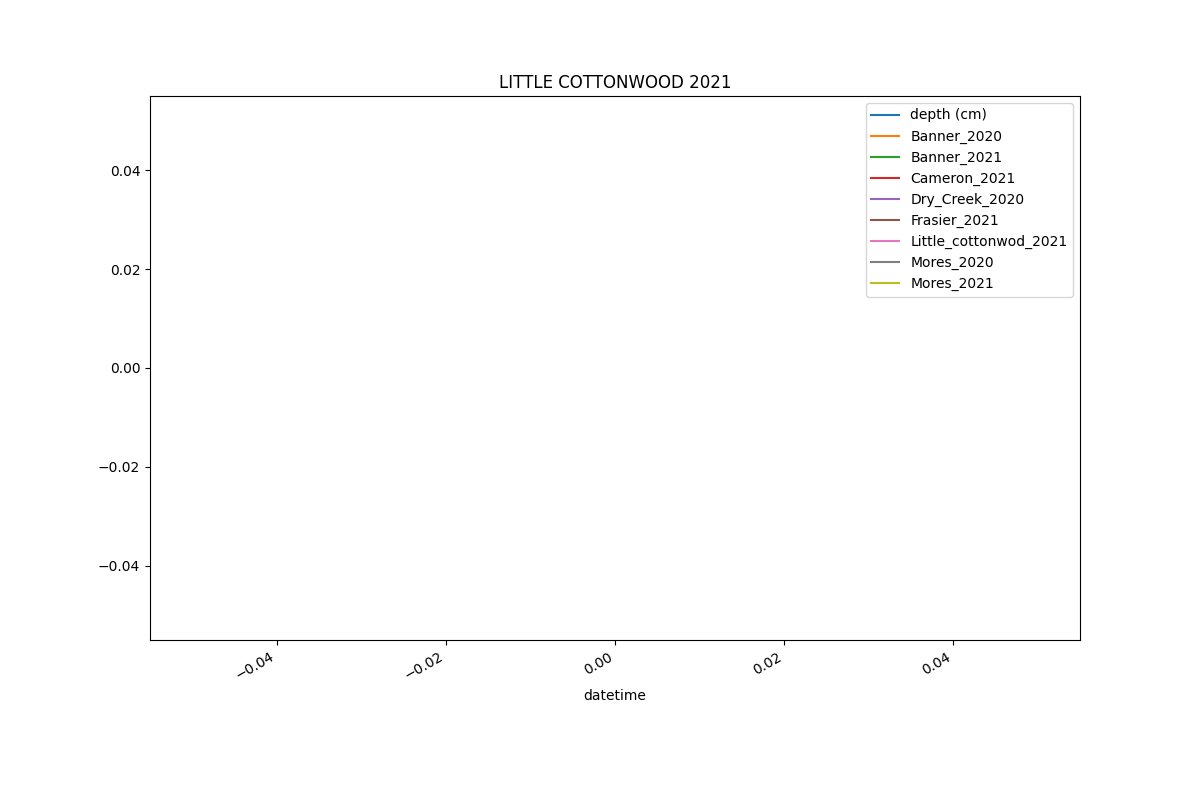 LITTLE COTTONWOOD 2021
depth (cm)
Banner_2020
Banner_2021
Cameron_2021
Dry_Creek_2020
Frasier_2021
Little_cottonwod_2021
Mores_2020
Mores_2021
0.04
0.02
0.00
−0.02
−0.04
−0.04
−0.02
0.00
0.02
0.04
datetime